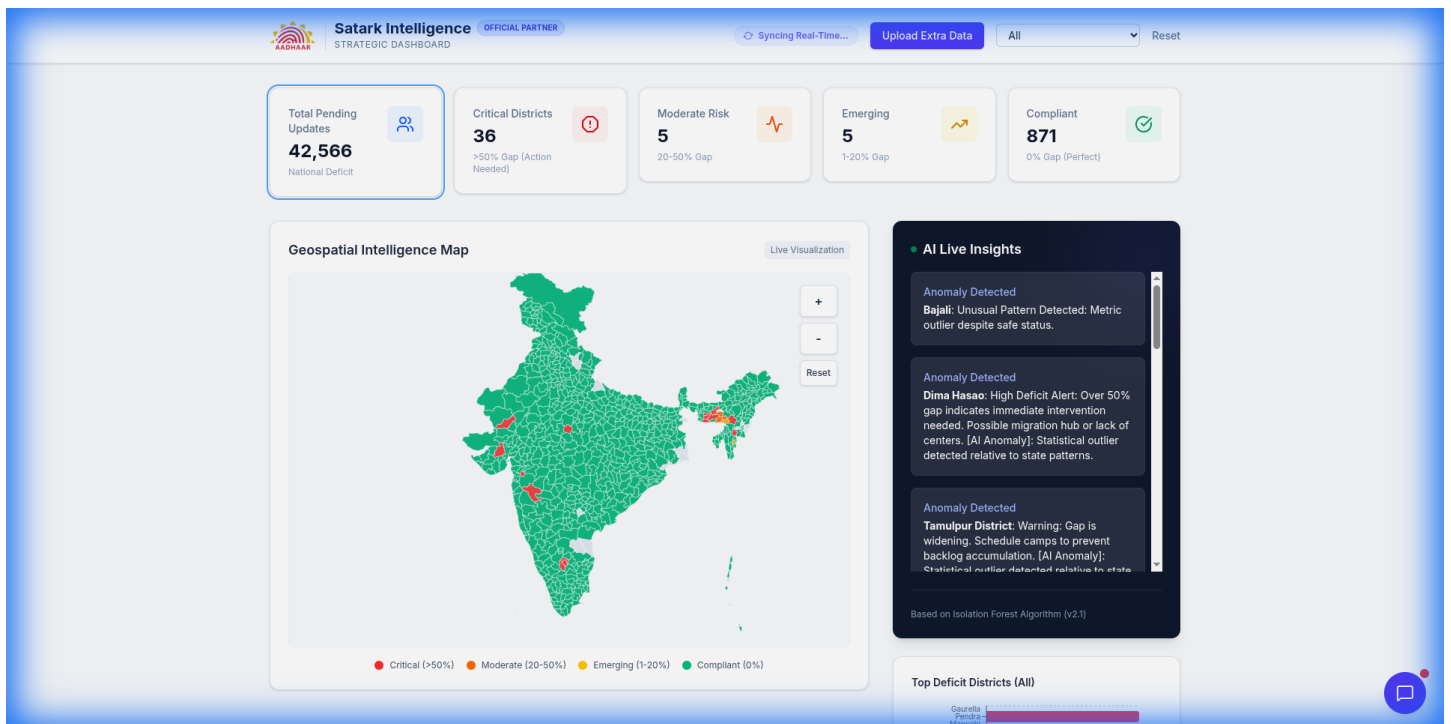 AADHAAR
Satark Intelligence OFFICIAL PARTNER
STRATEGIC DASHBOARD
Syncing Real-Time...
Upload Extra Data
All
Reset
Total Pending
Updates
42,566
National Deficit
Critical Districts
36
>50% Gap (Action
Needed)
Moderate Risk
5
20-50% Gap
Emerging
5
1-20% Gap
Compliant
871
0% Gap (Perfect)
Geospatial Intelligence Map
Live Visualization
+
-
Reset
Critical (>50%)
Moderate (20-50%)
Emerging (1-20%)
Compliant (0%)
AI Live Insights
Anomaly Detected
Bajali: Unusual Pattern Detected: Metric
outlier despite safe status.
Anomaly Detected
Dima Hasao: High Deficit Alert: Over 50%
gap indicates immediate intervention
needed. Possible migration hub or lack of
centers. [AI Anomaly]: Statistical outlier
detected relative to state patterns.
Anomaly Detected
Tamulpur District: Warning: Gap is
widening. Schedule camps to prevent
backlog accumulation. [AI Anomaly]:
Statistical outlier detected relative to state
Based on Isolation Forest Algorithm (v2.1)
Top Deficit Districts (All)
Gaurella
Pendra